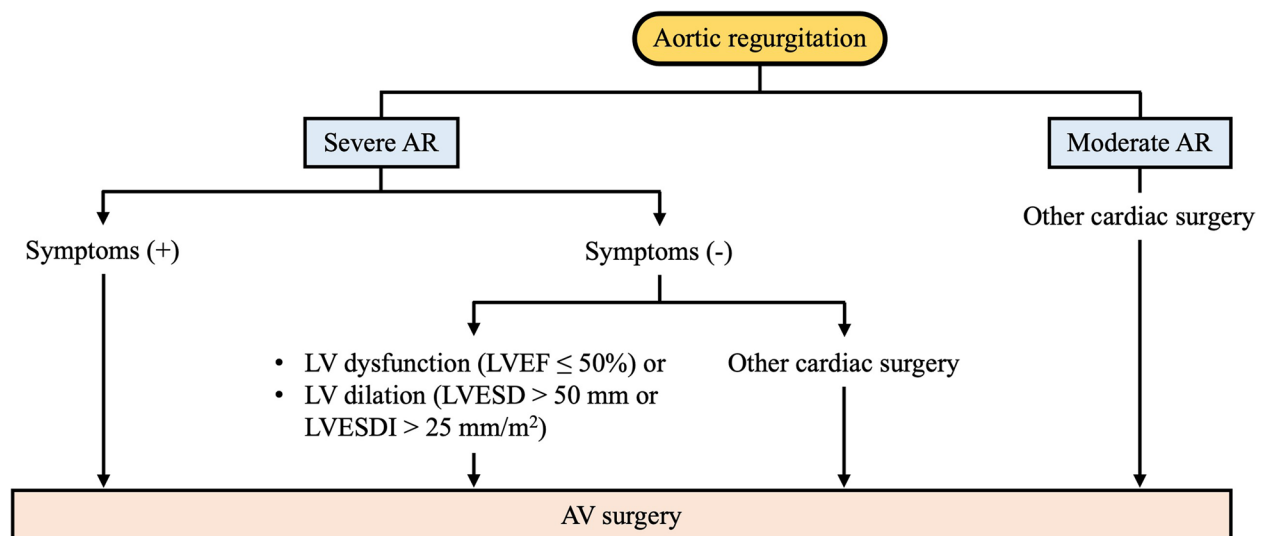 Aortic regurgitation
Severe AR
Moderate AR
Other cardiac surgery
Symptoms (+)
Symptoms (-)
• LV dysfunction (LVEF ≤ 50%) or
• LV dilation (LVESD > 50 mm or
LVESDI > 25 mm/m²)
Other cardiac surgery
AV surgery